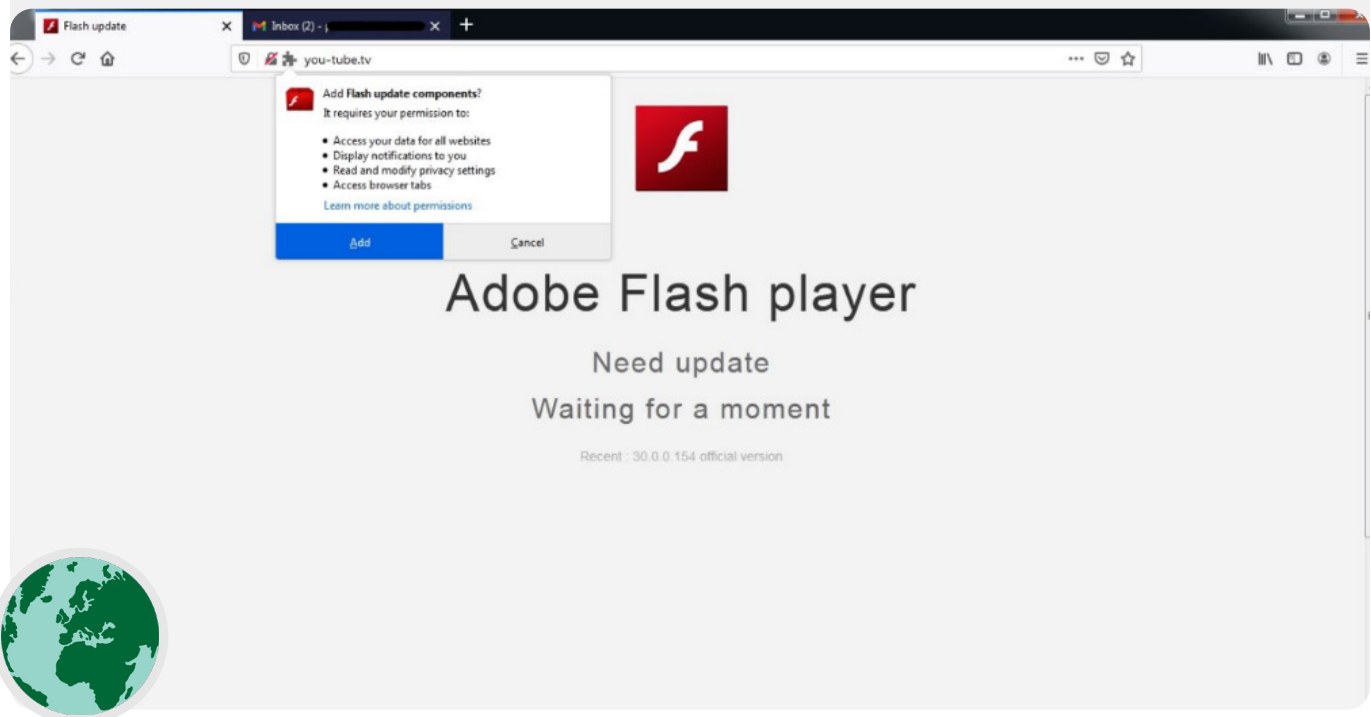 Flash update
Inbox (2) -
you-tube.tv
Add Flash update components?
It requires your permission to:
Access your data for all websites
Display notifications to you
Read and modify privacy settings
Access browser tabs
Learn more about permissions
Add
Cancel
Adobe Flash player
Need update
Waiting for a moment
Recent : 30.0.0.154 official version